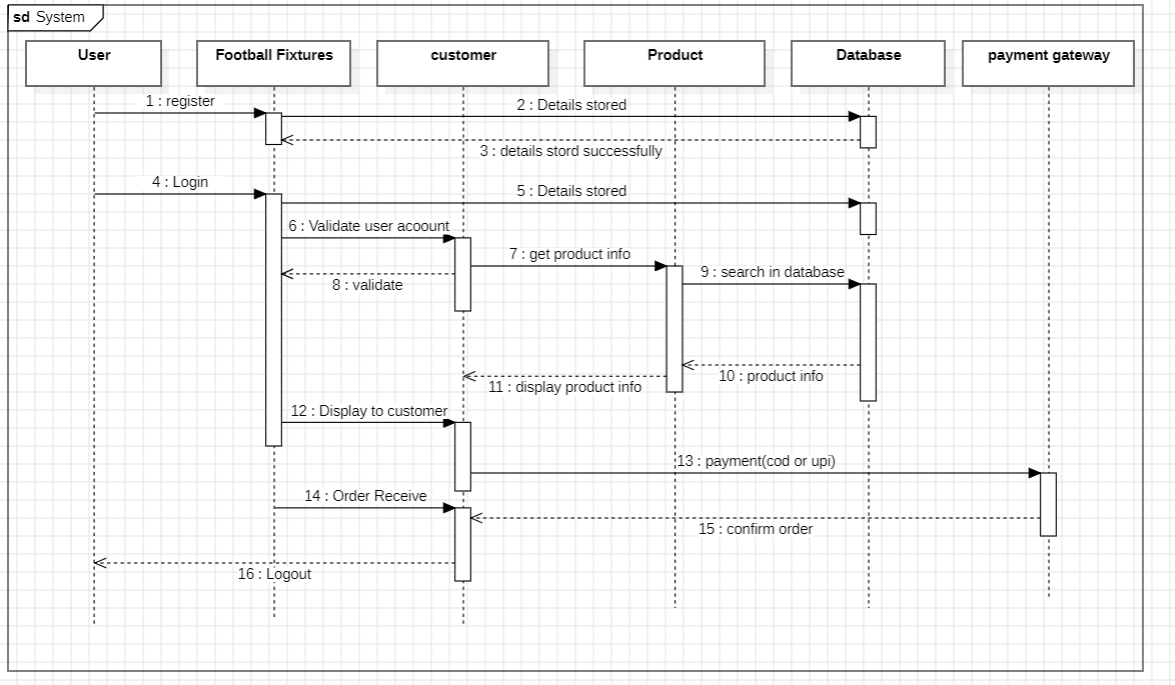 sd System
User
Football Fixtures
customer
Product
Database
payment gateway
1 : register
2 : Details stored
3 : details stord successfully
4 : Login
5 : Details stored
6 : Validate user acoount
7 : get product info
8 : validate
9 : search in database
10 : product info
11 : display product info
12 : Display to customer
13 : payment(cod or upi)
14 : Order Receive
15 : confirm order
16 : Logout